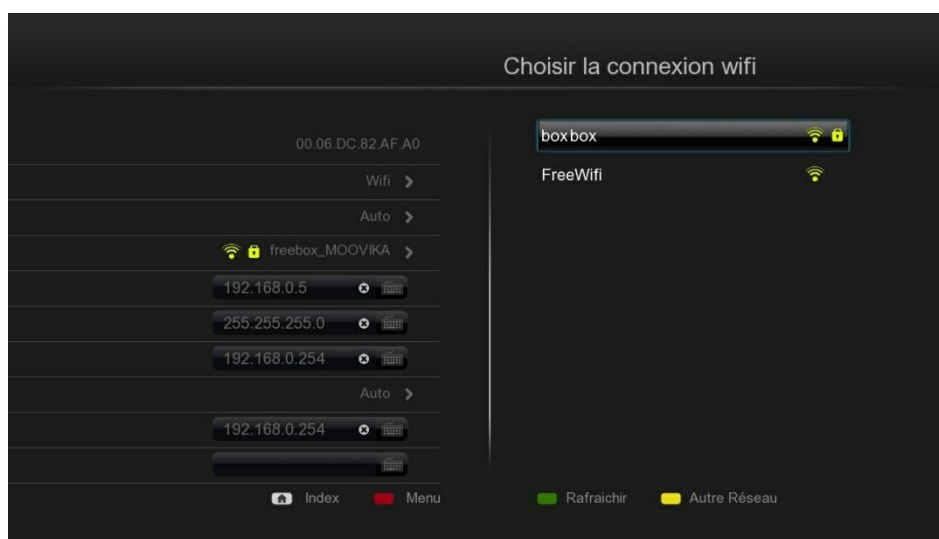 Choisir la connexion wifi
00.06.DC.82.AF.A0
Wifi
Auto
freebox_MOOVIKA
192.168.0.5
255.255.255.0
192.168.0.254
Auto
192.168.0.254
Index
Menu
boxbox
FreeWifi
Rafraichir
Autre Réseau